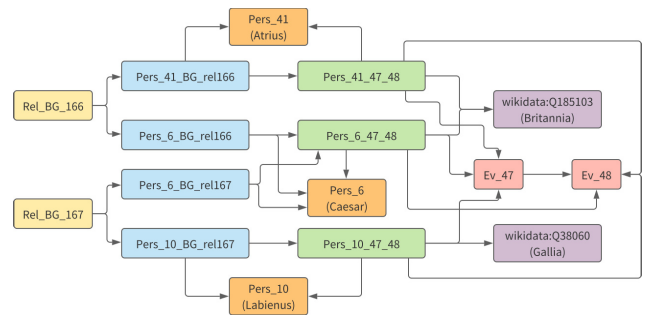 Pers_41
(Atrius)
Pers_41_BG_rel166
Pers_41_47_48
Rel_BG_166
wikidata:Q185103
(Britannia)
Pers_6_BG_rel166
Pers_6_47_48
Ev_47
Ev_48
Pers_6_BG_rel167
Pers_6
(Caesar)
Rel_BG_167
Pers_10_BG_rel167
Pers_10_47_48
wikidata:Q38060
(Gallia)
Pers_10
(Labienus)